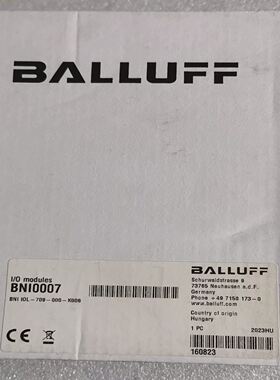 BALLUFF
I/O modules
BNI0007
BNI IOL-709-000-K006
BALLUFF
Schurwaldstrasse 9
73765 Neuhausen a.d.F.
Germany
Phone +49 7158 173-0
www.balluff.com
Country of origin
Hungary
1 PC
2023HU
160823